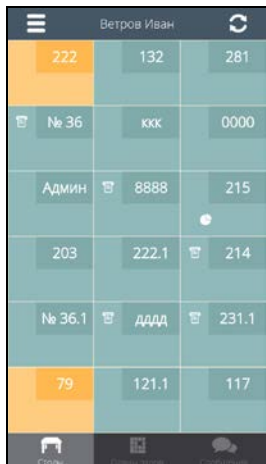 Ветров Иван
222 132 281
№ 36 ккк 0000
Админ 8888 215
203 222.1 214
№ 36.1 дддд 231.1
79 121.1 117
Столы